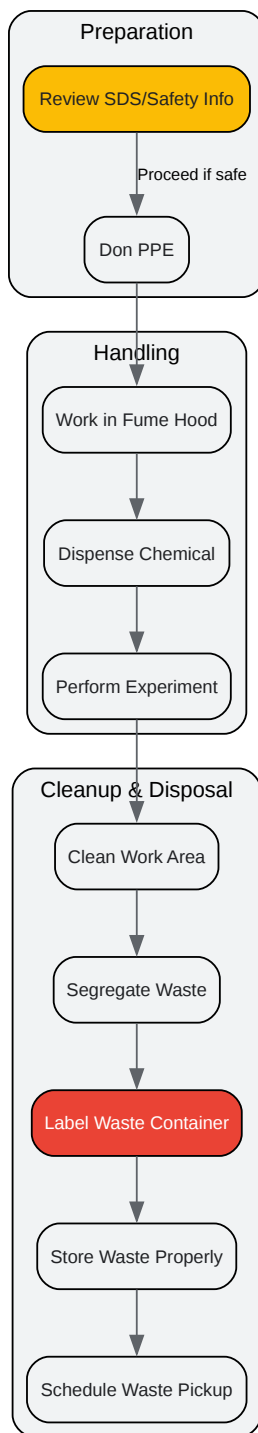 Preparation
Review SDS/Safety Info
Proceed if safe
Don PPE
Handling
Work in Fume Hood
Dispense Chemical
Perform Experiment
Cleanup & Disposal
Clean Work Area
Segregate Waste
Label Waste Container
Store Waste Properly
Schedule Waste Pickup